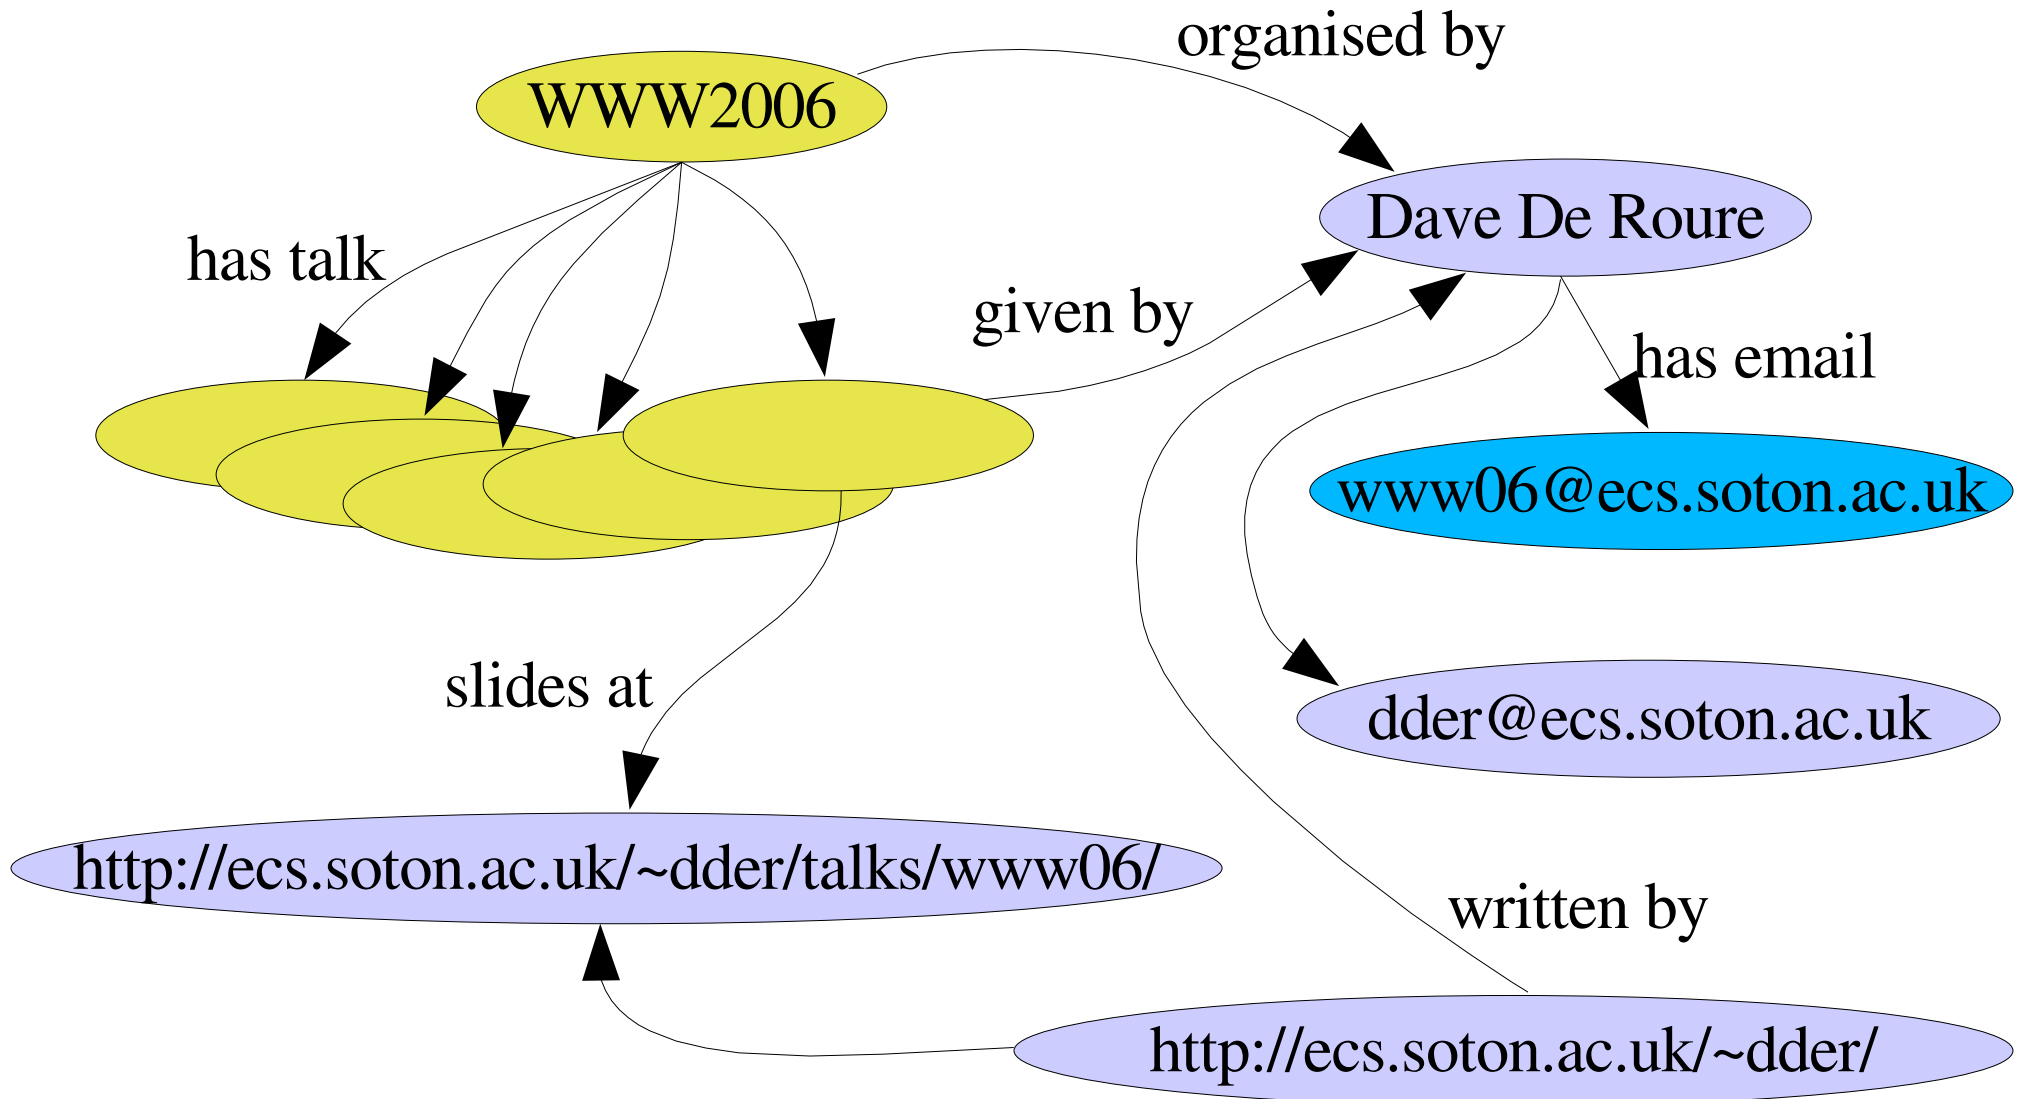 organised by
WWW2006
Dave De Roure
has talk
given by
has email
www06@ecs.soton.ac.uk
slides at
dder@ecs.soton.ac.uk
http://ecs.soton.ac.uk/~dder/talks/www06/
written by
http://ecs.soton.ac.uk/~dder/